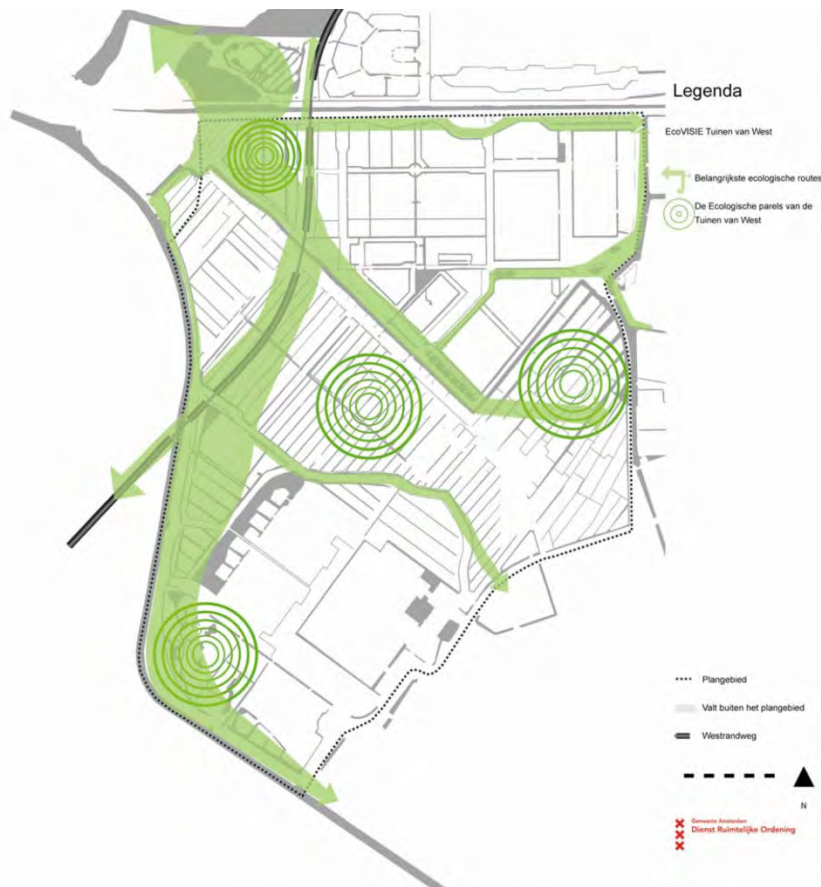 Legenda
EcoVISIE Tuinen van West
Belangrijkste ecologische routes
De Ecologische parels van de
Tuinen van West
Plangebied
Valt buiten het plangebied
Westrandweg
N
Gemeente Amsterdam
Dienst Ruimtelijke Ordening